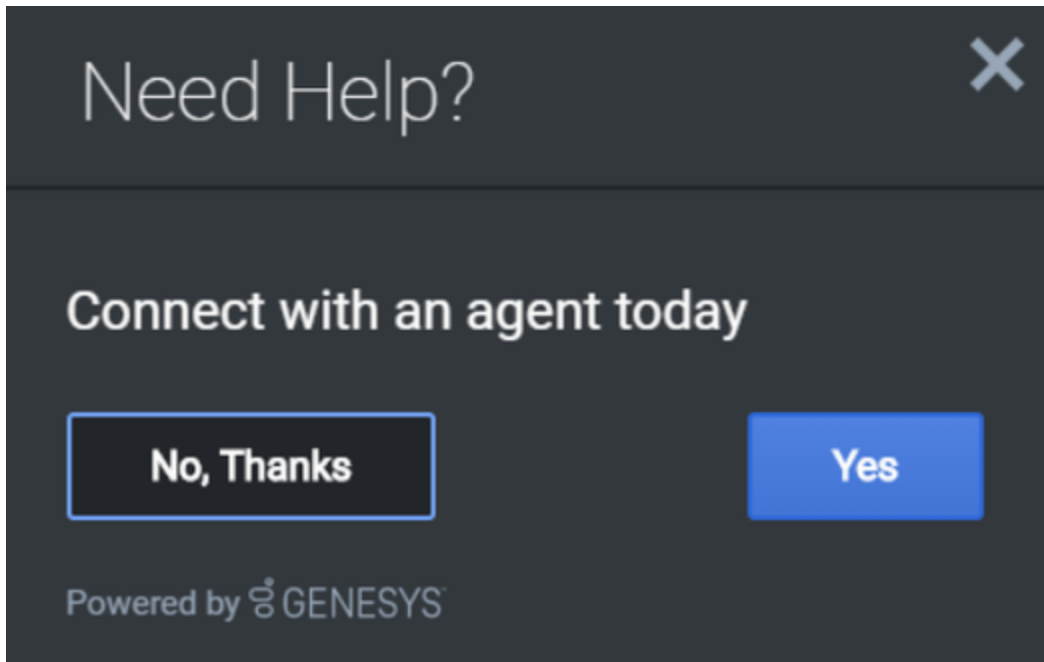 Need Help?
Connect with an agent today
No, Thanks
Yes
Powered by GENESYS